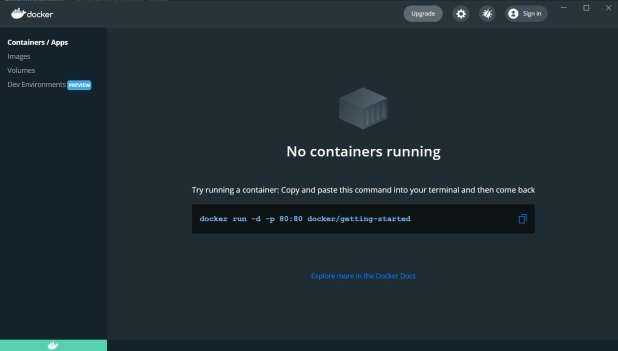 docker
Upgrade
Sign in
Containers / Apps
Images
Volumes
Dev Environments PREVIEW
No containers running
Try running a container: Copy and paste this command into your terminal and then come back
docker run -d -p 80:80 docker/getting-started
Explore more in the Docker Docs